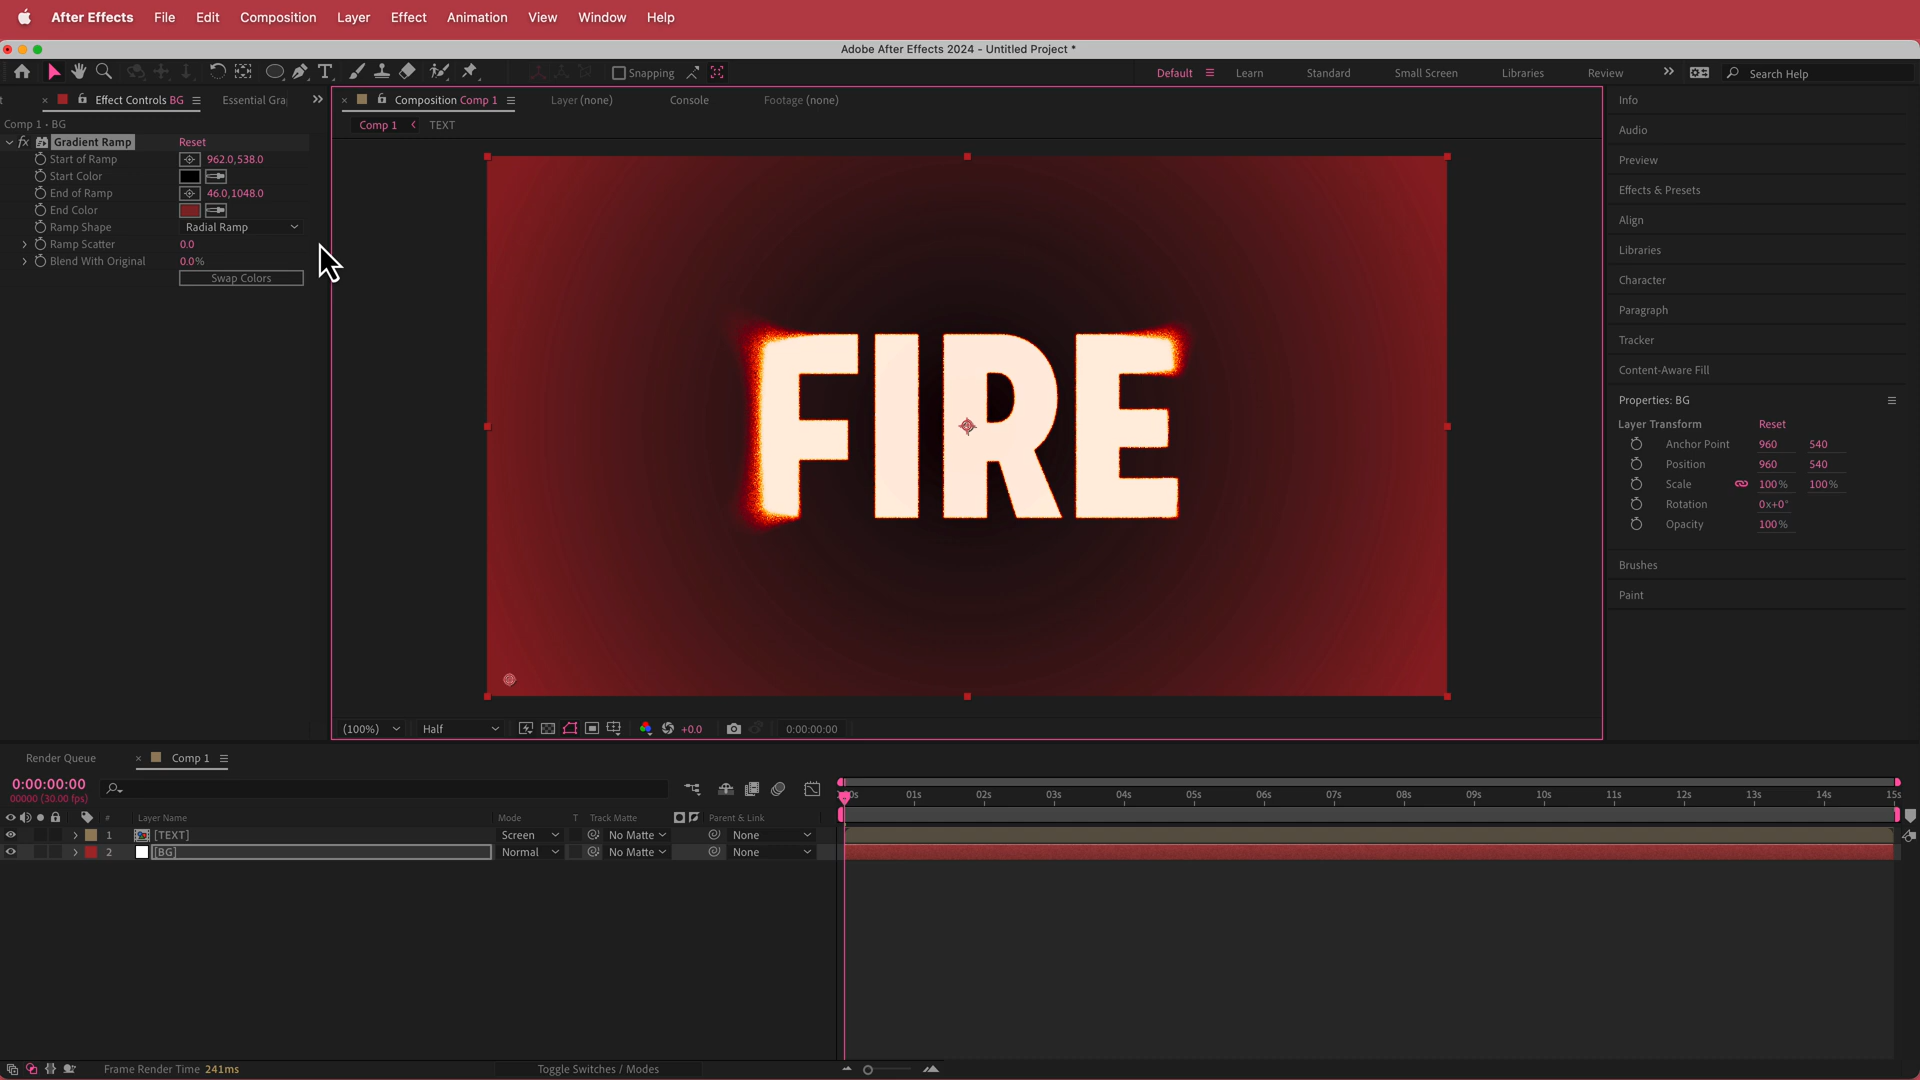 After Effects File Edit Composition Layer Effect Animation View Window Help
Adobe After Effects 2024 - Untitled Project *
Snapping Default Learn Standard Small Screen Libraries Review Search Help
Effect Controls BG Essential Gra
Comp 1 • BG
fx Gradient Ramp Reset
Start of Ramp 962.0,538.0
Start Color
End of Ramp 46.0,1048.0
End Color
Ramp Shape Radial Ramp
Ramp Scatter 0.0
Blend With Original 0.0%
Swap Colors
Composition Comp 1 Layer (none) Console Footage (none)
Comp 1 TEXT
FIRE
(100%) Half +0.0 0:00:00:00
Info
Audio
Preview
Effects & Presets
Align
Libraries
Character
Paragraph
Tracker
Content-Aware Fill
Properties: BG
Layer Transform Reset
Anchor Point 960 540
Position 960 540
Scale 100% 100%
Rotation 0x+0°
Opacity 100%
Brushes
Paint
Render Queue Comp 1
0:00:00:00
00000 (30.00 fps)
# Layer Name Mode T Track Matte Parent & Link
1 [TEXT] Screen No Matte None
2 [BG] Normal No Matte None
01s 02s 03s 04s 05s 06s 07s 08s 09s 10s 11s 12s 13s 14s 15s
Frame Render Time 241ms Toggle Switches / Modes